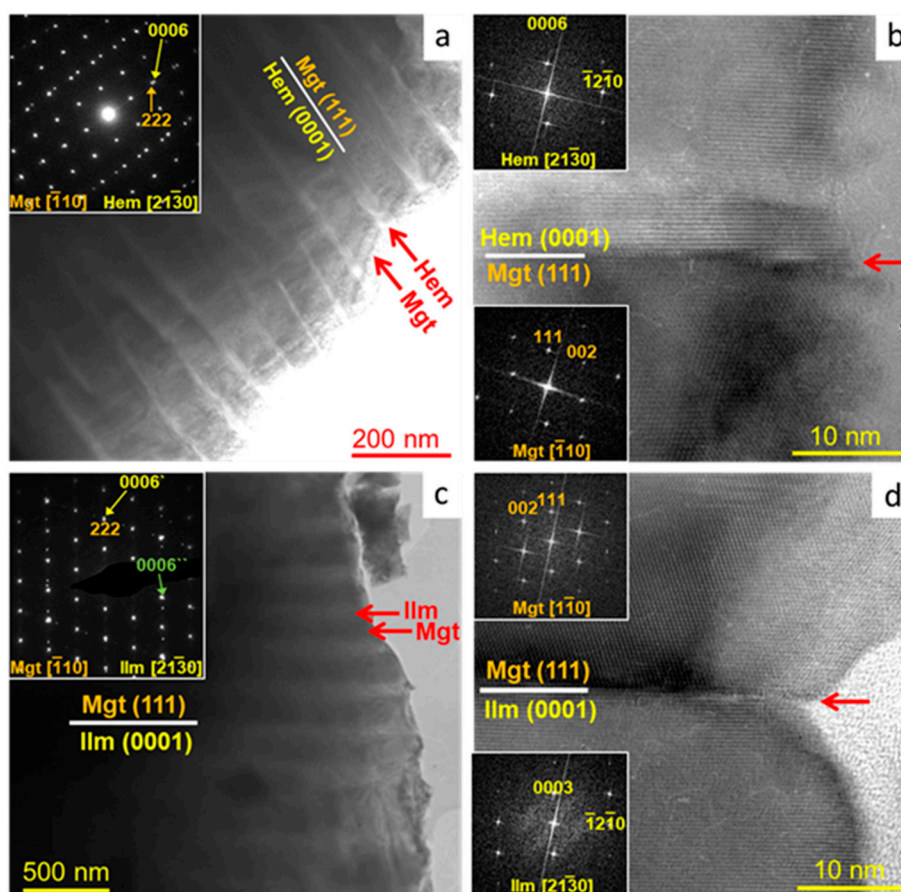 a
0006
222
Mgt [1̄10]
Hem [21̄3̄0]
Mgt (111)
Hem (0001)
Hem
Mgt
200 nm
b
0006
1̄21̄0
Hem [21̄3̄0]
Hem (0001)
Mgt (111)
111
002
Mgt [1̄10]
10 nm
c
0006`
222
0006``
Mgt [1̄10]
Ilm [21̄3̄0]
Mgt (111)
Ilm (0001)
Ilm
Mgt
500 nm
d
002 111
Mgt [11̄0]
Mgt (111)
Ilm (0001)
0003
1̄21̄0
Ilm [21̄3̄0]
10 nm